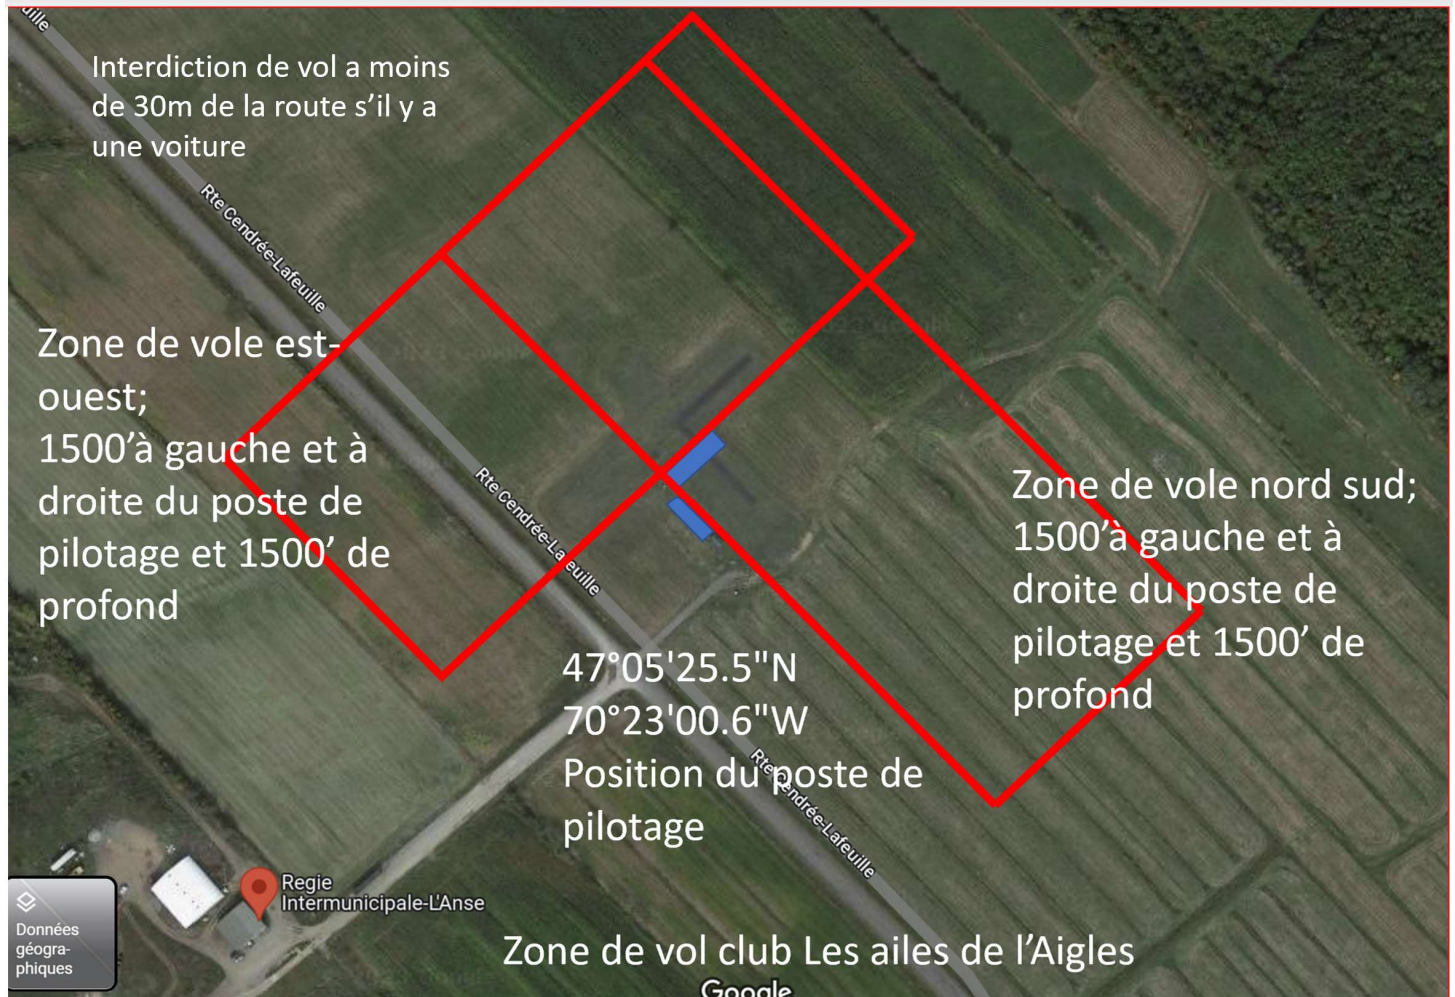 uille
Interdiction de vol a moins
de 30m de la route s’il y a
une voiture
Rte Cendrée-Lafeuille
Zone de vole est-
ouest;
1500’à gauche et à
droite du poste de
pilotage et 1500’ de
profond
Rte Cendrée-Lafeuille
Zone de vole nord sud;
1500’à gauche et à
droite du poste de
pilotage et 1500’ de
profond
47°05'25.5"N
70°23'00.6"W
Position du poste de
pilotage
Rte Cendrée-Lafeuille
Regie
Intermunicipale-L'Anse
Données
géogra-
phiques
Zone de vol club Les ailes de l’Aigles
Google